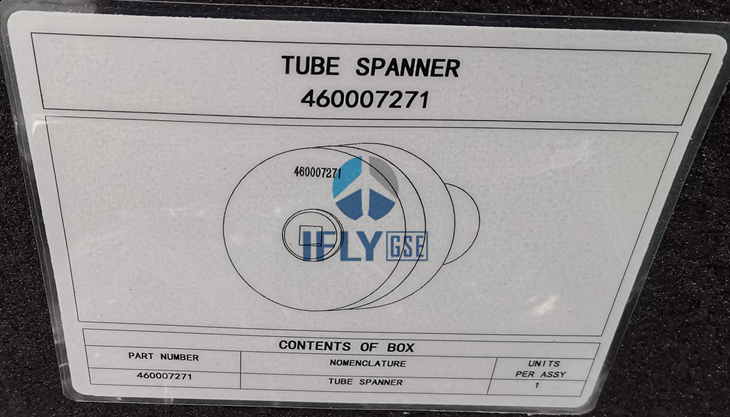 TUBE SPANNER
460007271
460007271
IFLY GSE
CONTENTS OF BOX
PART NUMBER NOMENCLATURE UNITS PER ASSY
460007271 TUBE SPANNER 1